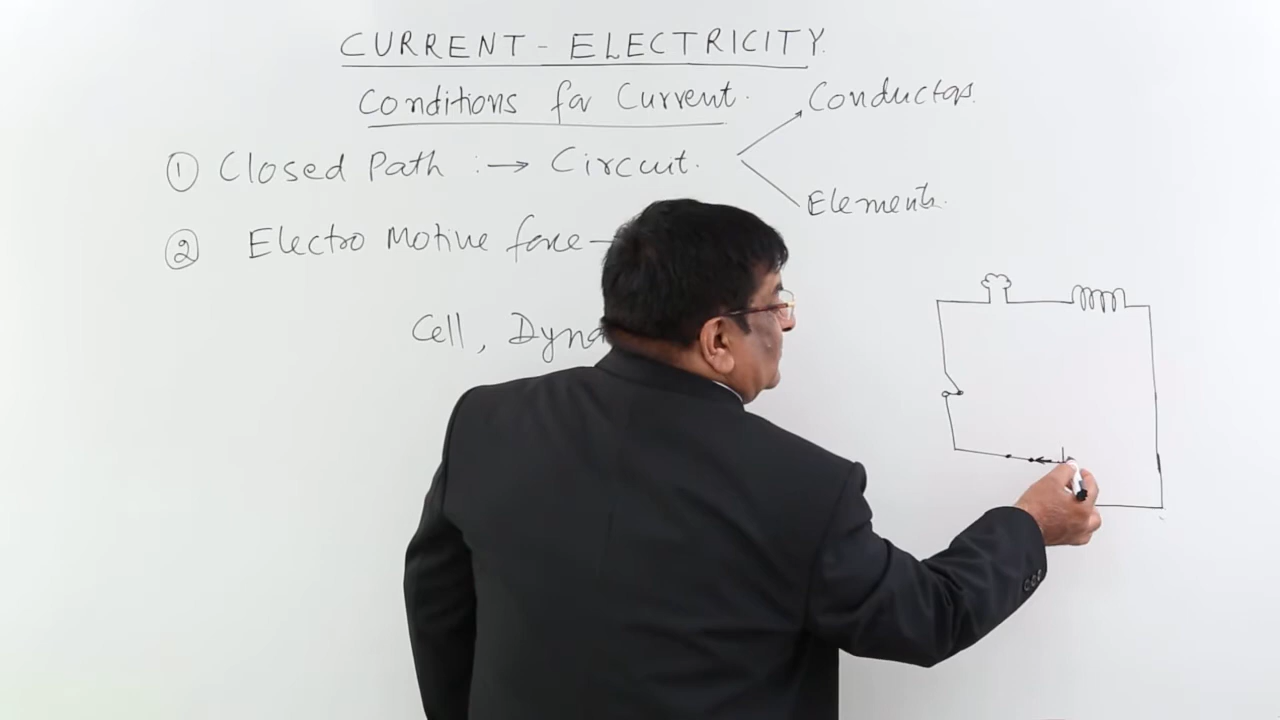 CURRENT - ELECTRICITY.
Conditions for Current.
Conductors.
① Closed Path :→ Circuit.
Elements.
② Electro Motive force –
Cell,